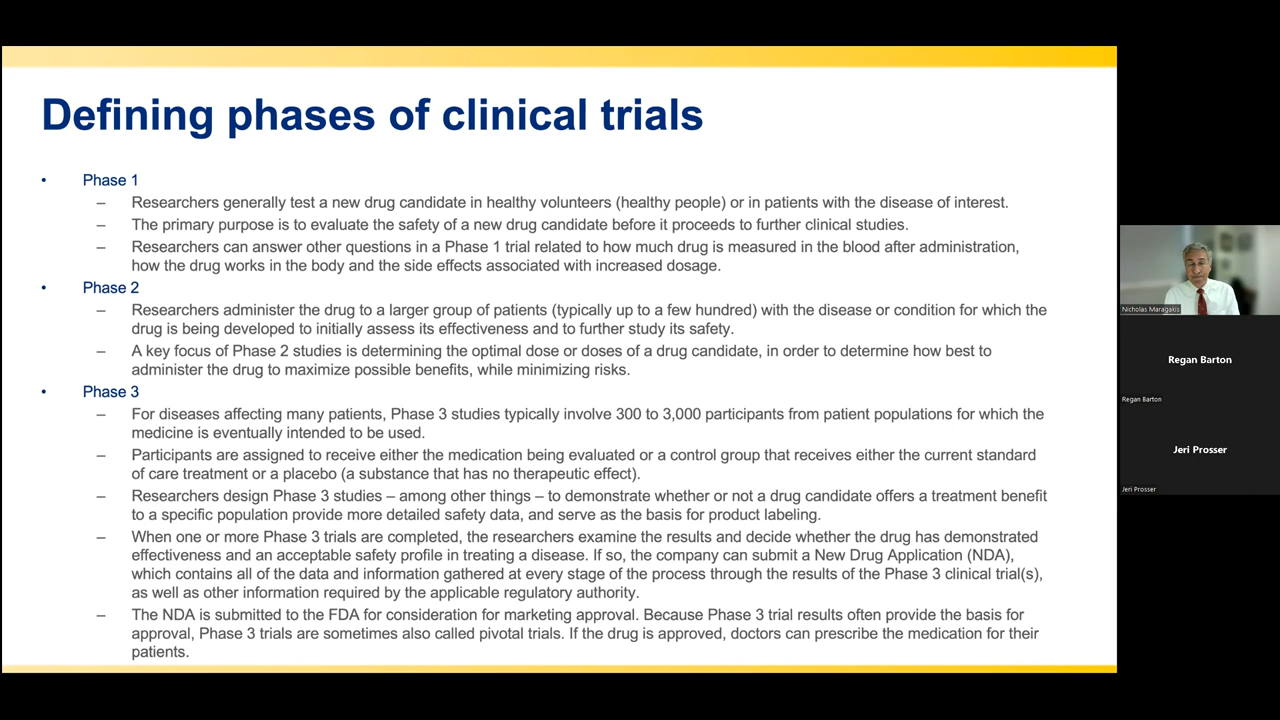 Defining phases of clinical trials
• Phase 1
– Researchers generally test a new drug candidate in healthy volunteers (healthy people) or in patients with the disease of interest.
– The primary purpose is to evaluate the safety of a new drug candidate before it proceeds to further clinical studies.
– Researchers can answer other questions in a Phase 1 trial related to how much drug is measured in the blood after administration,
how the drug works in the body and the side effects associated with increased dosage.
• Phase 2
– Researchers administer the drug to a larger group of patients (typically up to a few hundred) with the disease or condition for which the
drug is being developed to initially assess its effectiveness and to further study its safety.
– A key focus of Phase 2 studies is determining the optimal dose or doses of a drug candidate, in order to determine how best to
administer the drug to maximize possible benefits, while minimizing risks.
• Phase 3
– For diseases affecting many patients, Phase 3 studies typically involve 300 to 3,000 participants from patient populations for which the
medicine is eventually intended to be used.
– Participants are assigned to receive either the medication being evaluated or a control group that receives either the current standard
of care treatment or a placebo (a substance that has no therapeutic effect).
– Researchers design Phase 3 studies – among other things – to demonstrate whether or not a drug candidate offers a treatment benefit
to a specific population provide more detailed safety data, and serve as the basis for product labeling.
– When one or more Phase 3 trials are completed, the researchers examine the results and decide whether the drug has demonstrated
effectiveness and an acceptable safety profile in treating a disease. If so, the company can submit a New Drug Application (NDA),
which contains all of the data and information gathered at every stage of the process through the results of the Phase 3 clinical trial(s),
as well as other information required by the applicable regulatory authority.
– The NDA is submitted to the FDA for consideration for marketing approval. Because Phase 3 trial results often provide the basis for
approval, Phase 3 trials are sometimes also called pivotal trials. If the drug is approved, doctors can prescribe the medication for their
patients.
Nicholas Maragakis
Regan Barton
Regan Barton
Jeri Prosser
Jeri Prosser